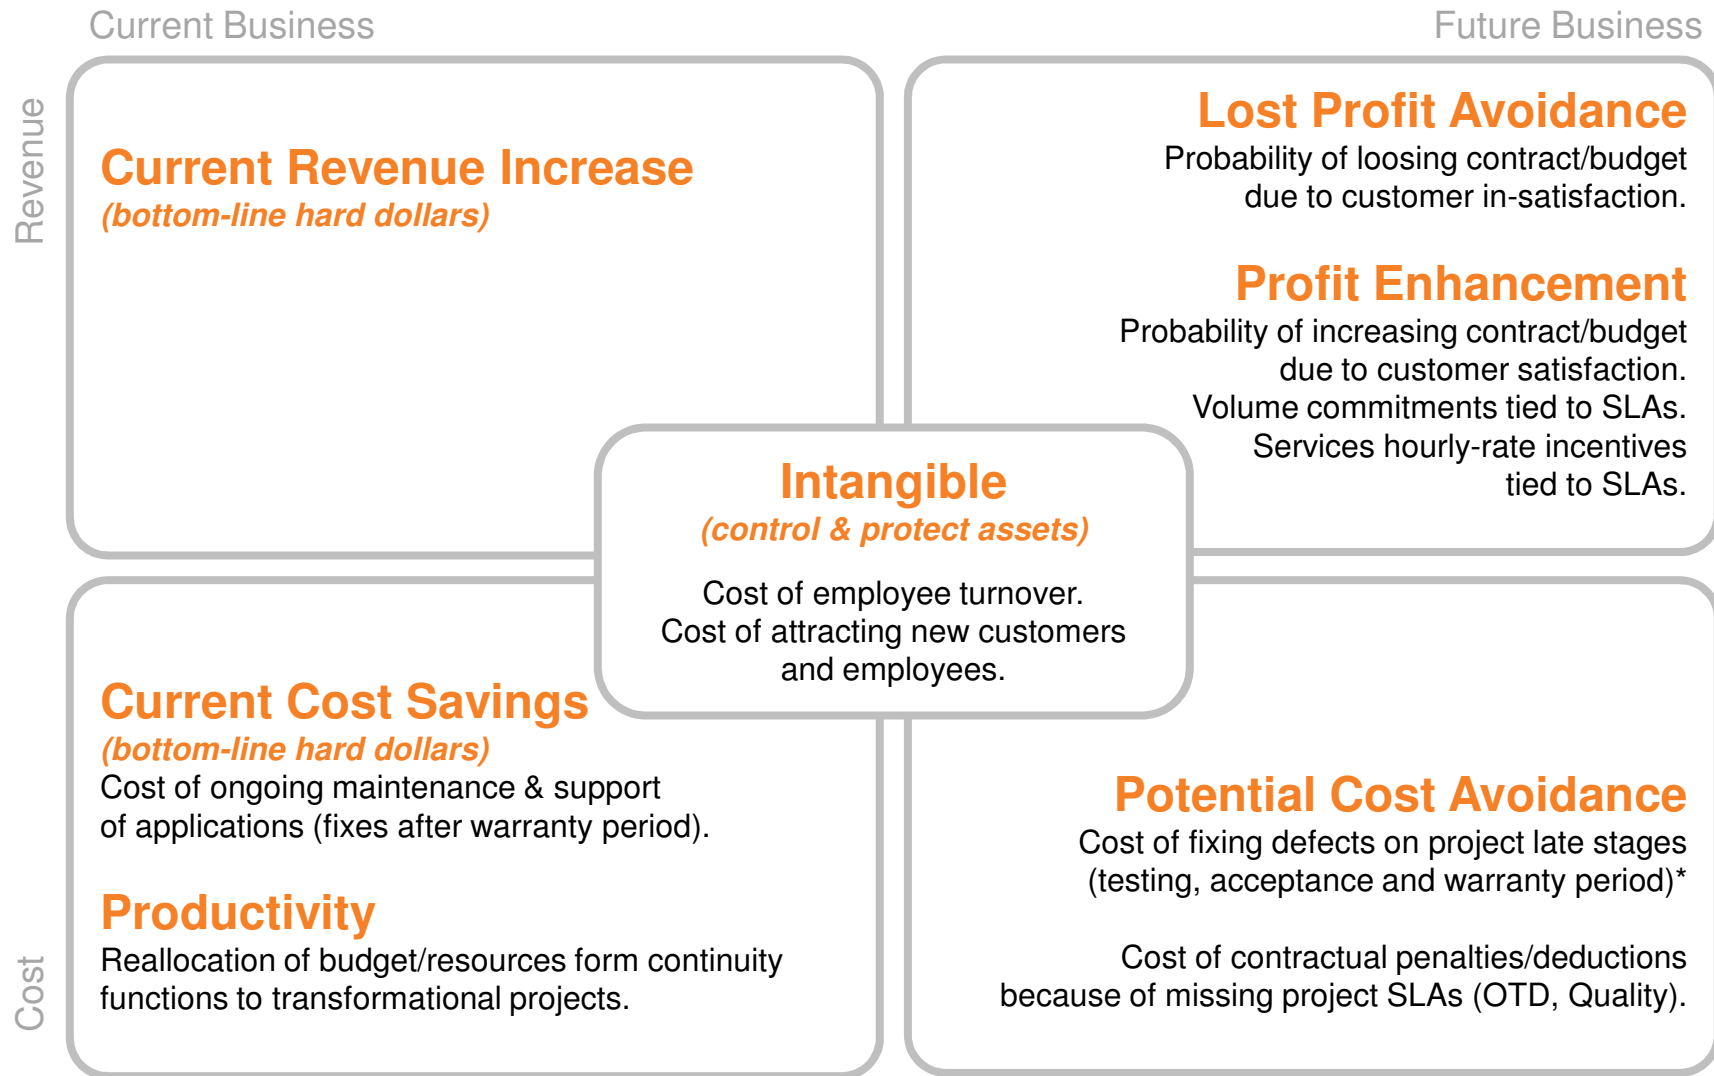 Current Business
Future Business
Revenue
Current Revenue Increase
(bottom-line hard dollars)
Lost Profit Avoidance
Probability of loosing contract/budget
due to customer in-satisfaction.
Profit Enhancement
Probability of increasing contract/budget
due to customer satisfaction.
Volume commitments tied to SLAs.
Services hourly-rate incentives
tied to SLAs.
Intangible
(control & protect assets)
Cost of employee turnover.
Cost of attracting new customers
and employees.
Cost
Current Cost Savings
(bottom-line hard dollars)
Cost of ongoing maintenance & support
of applications (fixes after warranty period).
Productivity
Reallocation of budget/resources form continuity
functions to transformational projects.
Potential Cost Avoidance
Cost of fixing defects on project late stages
(testing, acceptance and warranty period)*
Cost of contractual penalties/deductions
because of missing project SLAs (OTD, Quality).